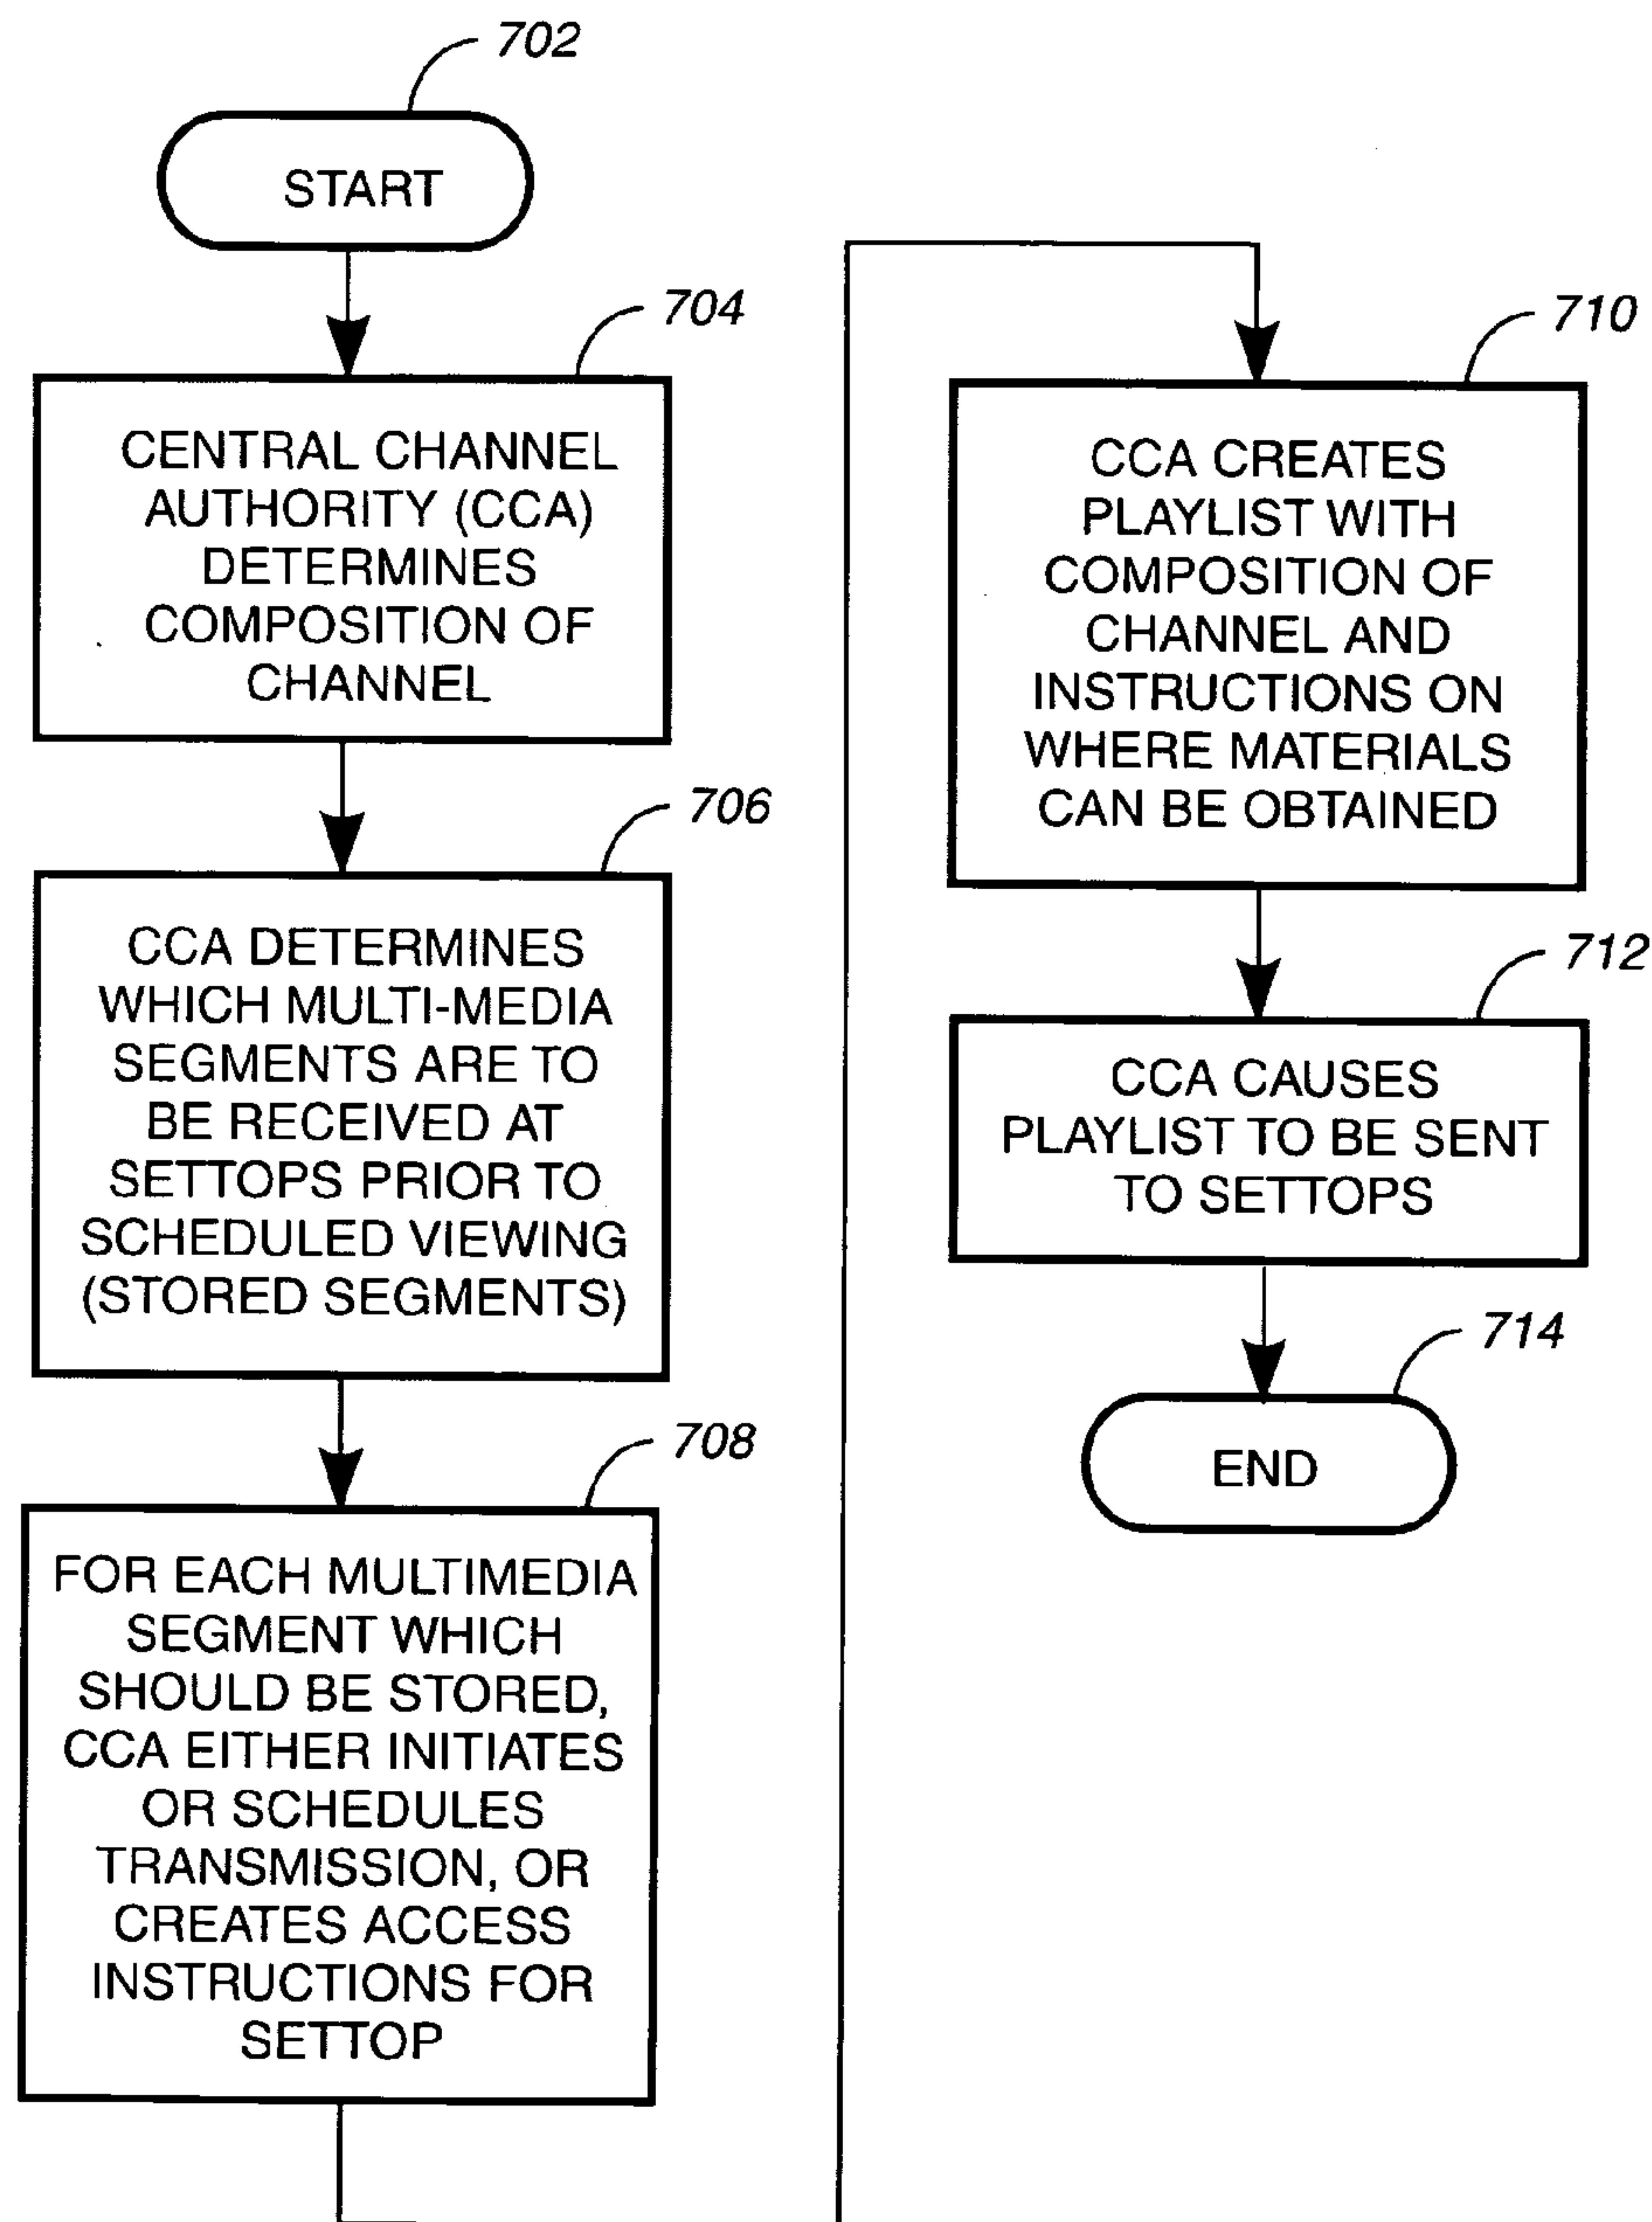 702
START
704
CENTRAL CHANNEL
AUTHORITY (CCA)
DETERMINES
COMPOSITION OF
CHANNEL
706
CCA DETERMINES
WHICH MULTI-MEDIA
SEGMENTS ARE TO
BE RECEIVED AT
SETTOPS PRIOR TO
SCHEDULED VIEWING
(STORED SEGMENTS)
708
FOR EACH MULTIMEDIA
SEGMENT WHICH
SHOULD BE STORED,
CCA EITHER INITIATES
OR SCHEDULES
TRANSMISSION, OR
CREATES ACCESS
INSTRUCTIONS FOR
SETTOP
710
CCA CREATES
PLAYLIST WITH
COMPOSITION OF
CHANNEL AND
INSTRUCTIONS ON
WHERE MATERIALS
CAN BE OBTAINED
712
CCA CAUSES
PLAYLIST TO BE SENT
TO SETTOPS
714
END